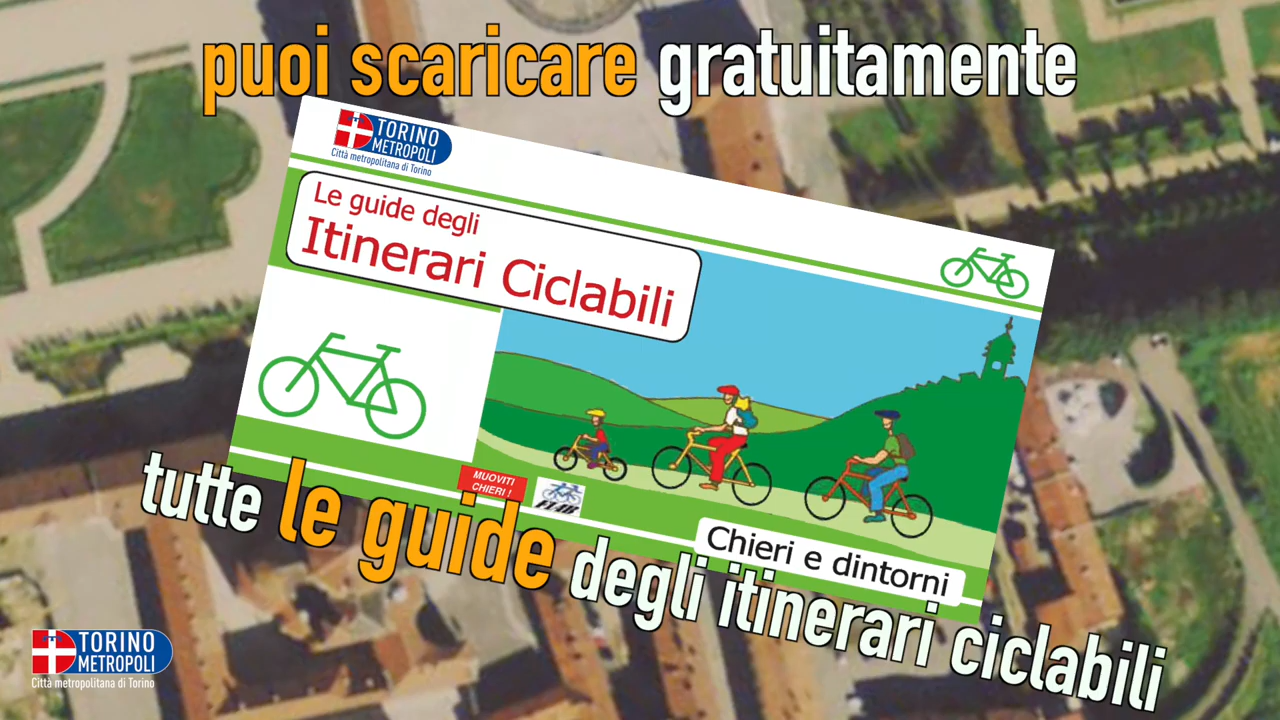 puoi scaricare gratuitamente
TORINO
METROPOLI
Città metropolitana di Torino
Le guide degli
Itinerari Ciclabili
MUOVITI
CHIERI !
FIAB
Chieri e dintorni
tutte le guide degli itinerari ciclabili
TORINO
METROPOLI
Città metropolitana di Torino